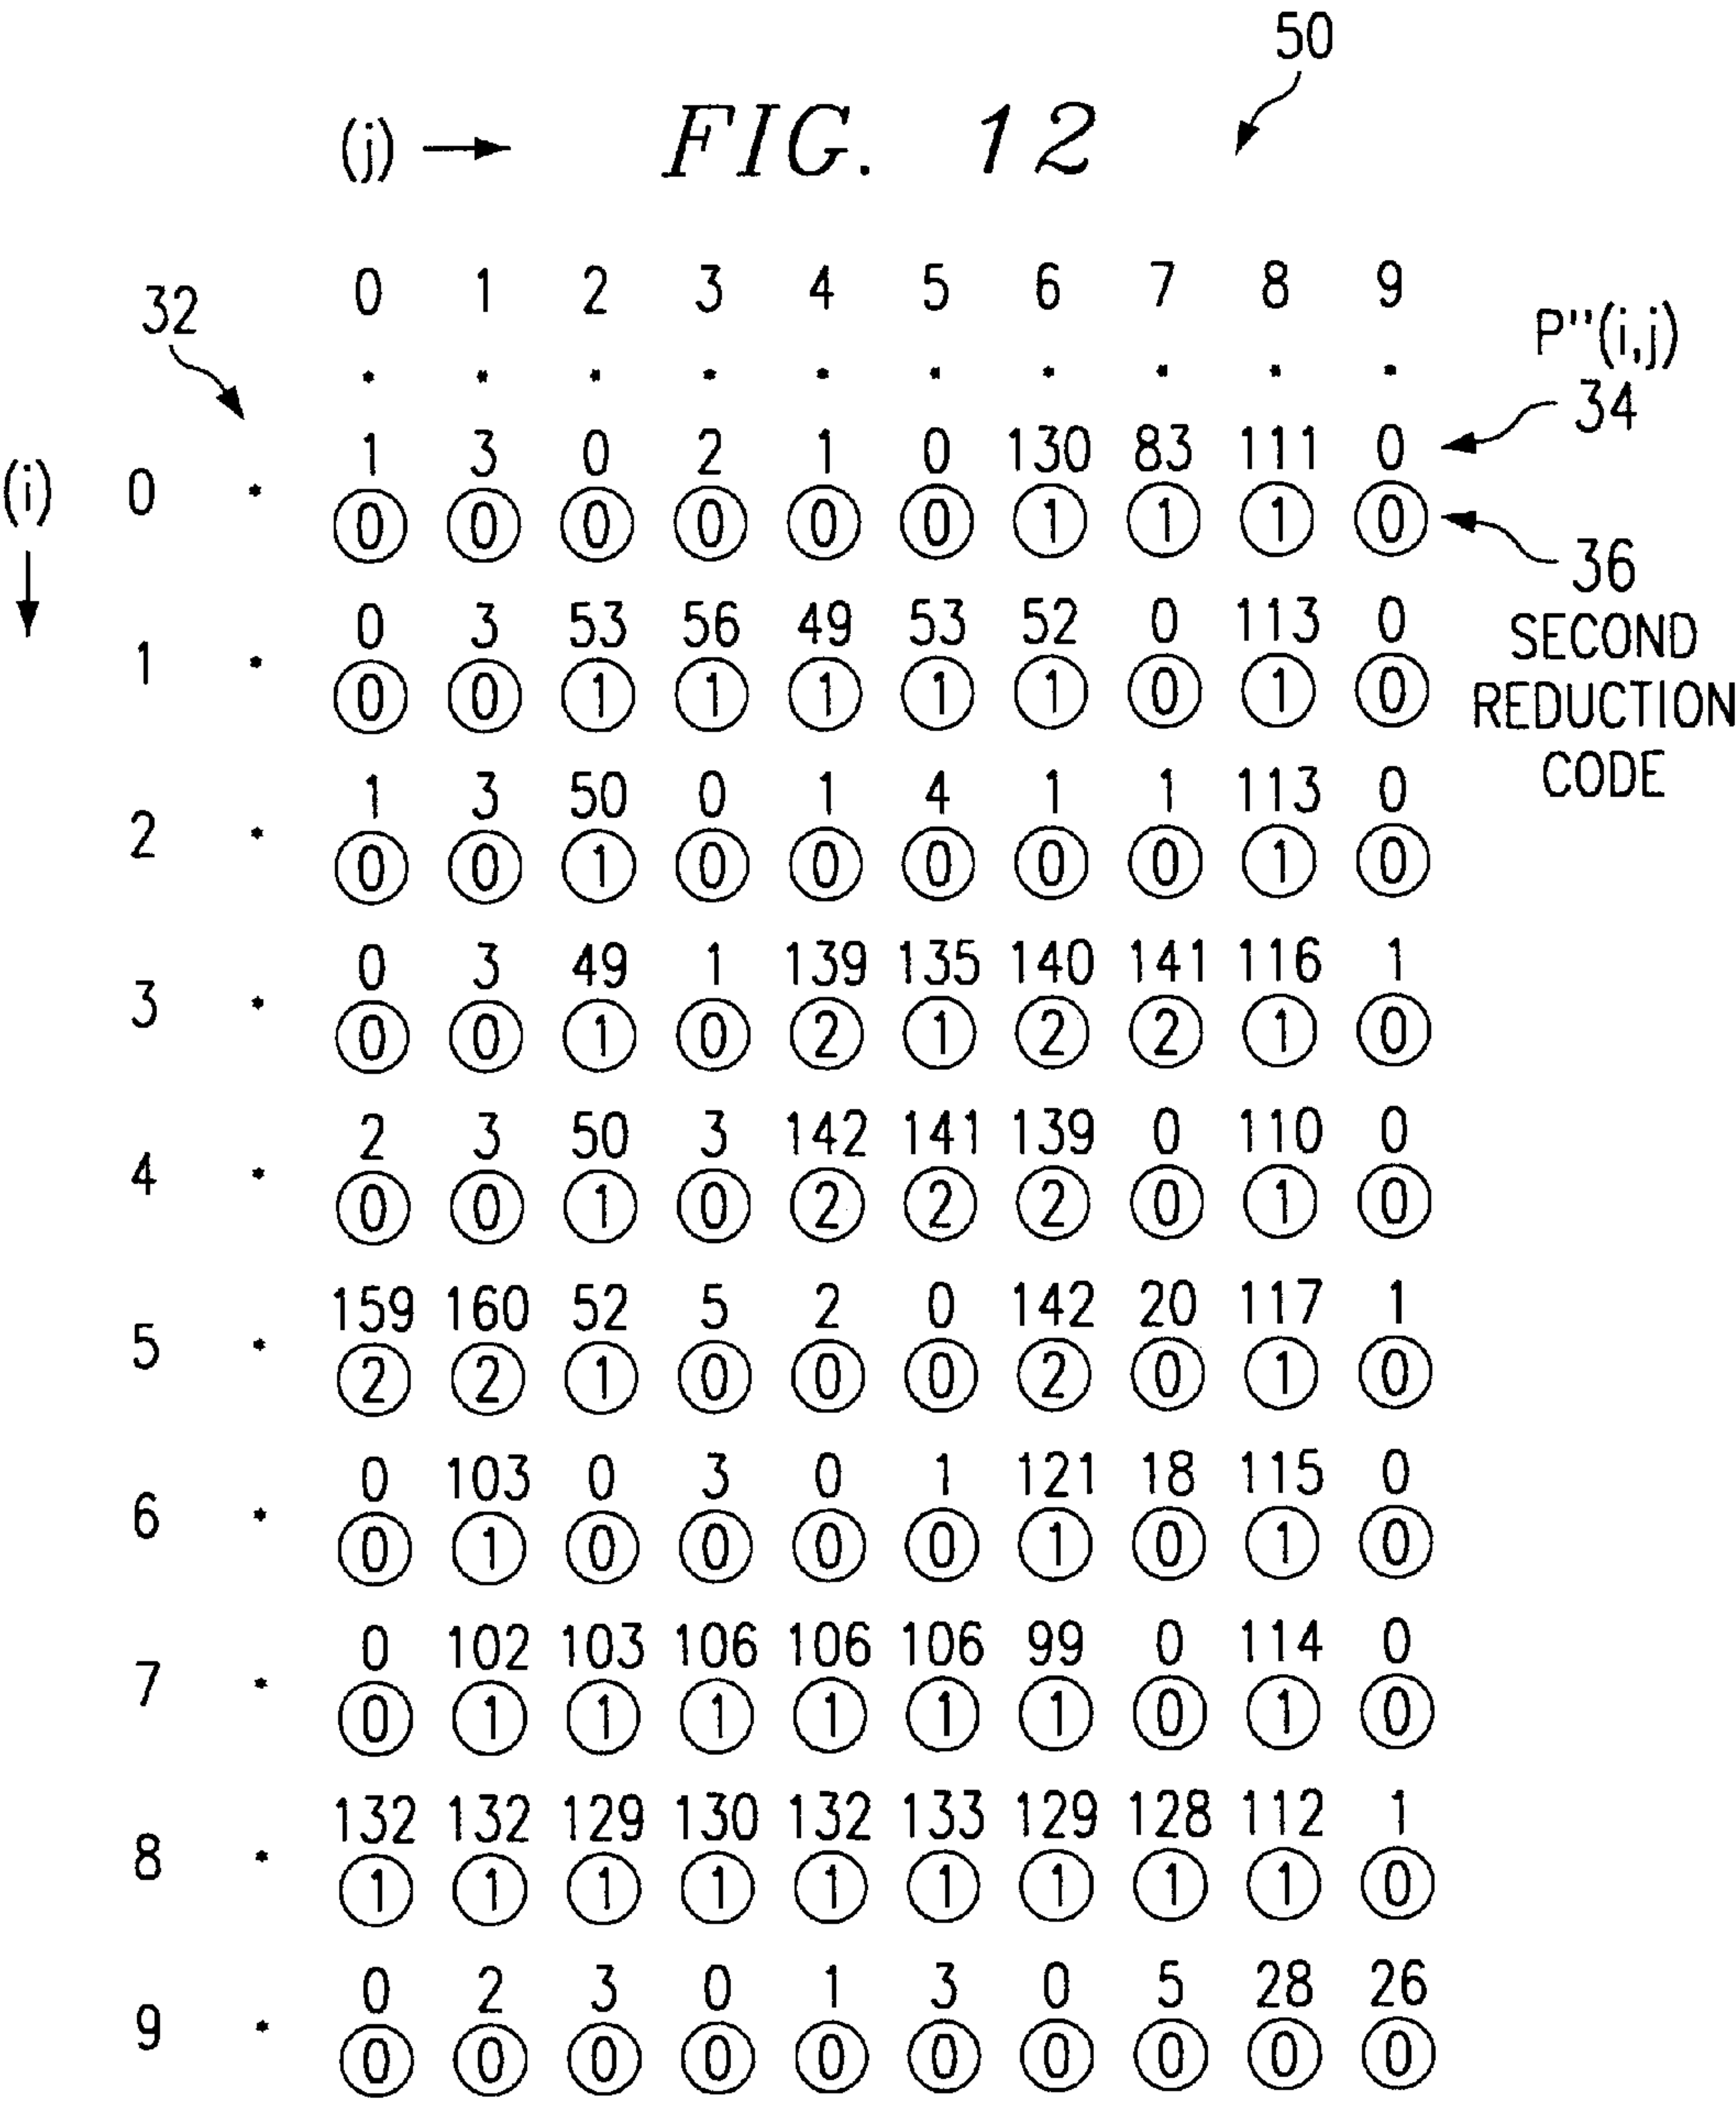 50
(j) FIG. 12
32 0 1 2 3 4 5 6 7 8 9
P"(i,j)
1 3 0 2 1 0 130 83 111 0 34
(i) 0 0 0 0 0 0 0 1 1 1 0
36
0 3 53 56 49 53 52 0 113 0 SECOND
1 0 0 1 1 1 1 1 0 1 0 REDUCTION
1 3 50 0 1 4 1 1 113 0 CODE
2 0 0 1 0 0 0 0 0 1 0
0 3 49 1 139 135 140 141 116 1
3 0 0 1 0 2 1 2 2 1 0
2 3 50 3 142 141 139 0 110 0
4 0 0 1 0 2 2 2 0 1 0
159 160 52 5 2 0 142 20 117 1
5 2 2 1 0 0 0 2 0 1 0
0 103 0 3 0 1 121 18 115 0
6 0 1 0 0 0 0 1 0 1 0
0 102 103 106 106 106 99 0 114 0
7 0 1 1 1 1 1 1 0 1 0
132 132 129 130 132 133 129 128 112 1
8 1 1 1 1 1 1 1 1 1 0
0 2 3 0 1 3 0 5 28 26
9 0 0 0 0 0 0 0 0 0 0